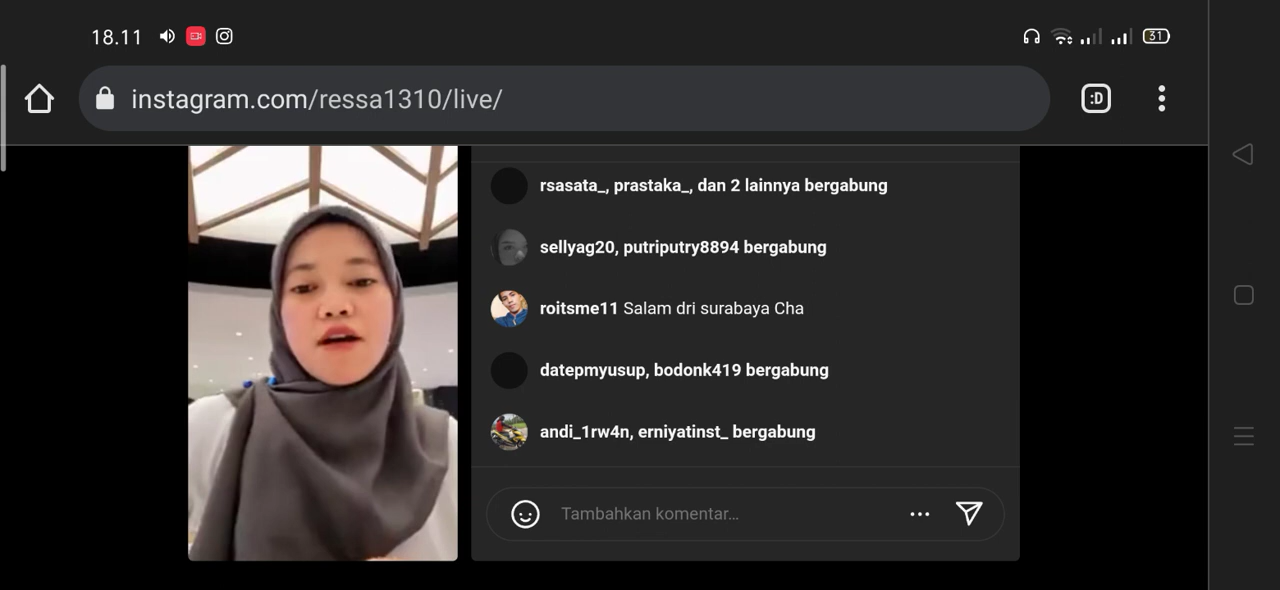 18.11
31
instagram.com/ressa1310/live/
:D
rsasata_, prastaka_, dan 2 lainnya bergabung
sellyag20, putriputry8894 bergabung
roitsme11 Salam dri surabaya Cha
datepmyusup, bodonk419 bergabung
andi_1rw4n, erniyatinst_ bergabung
Tambahkan komentar...